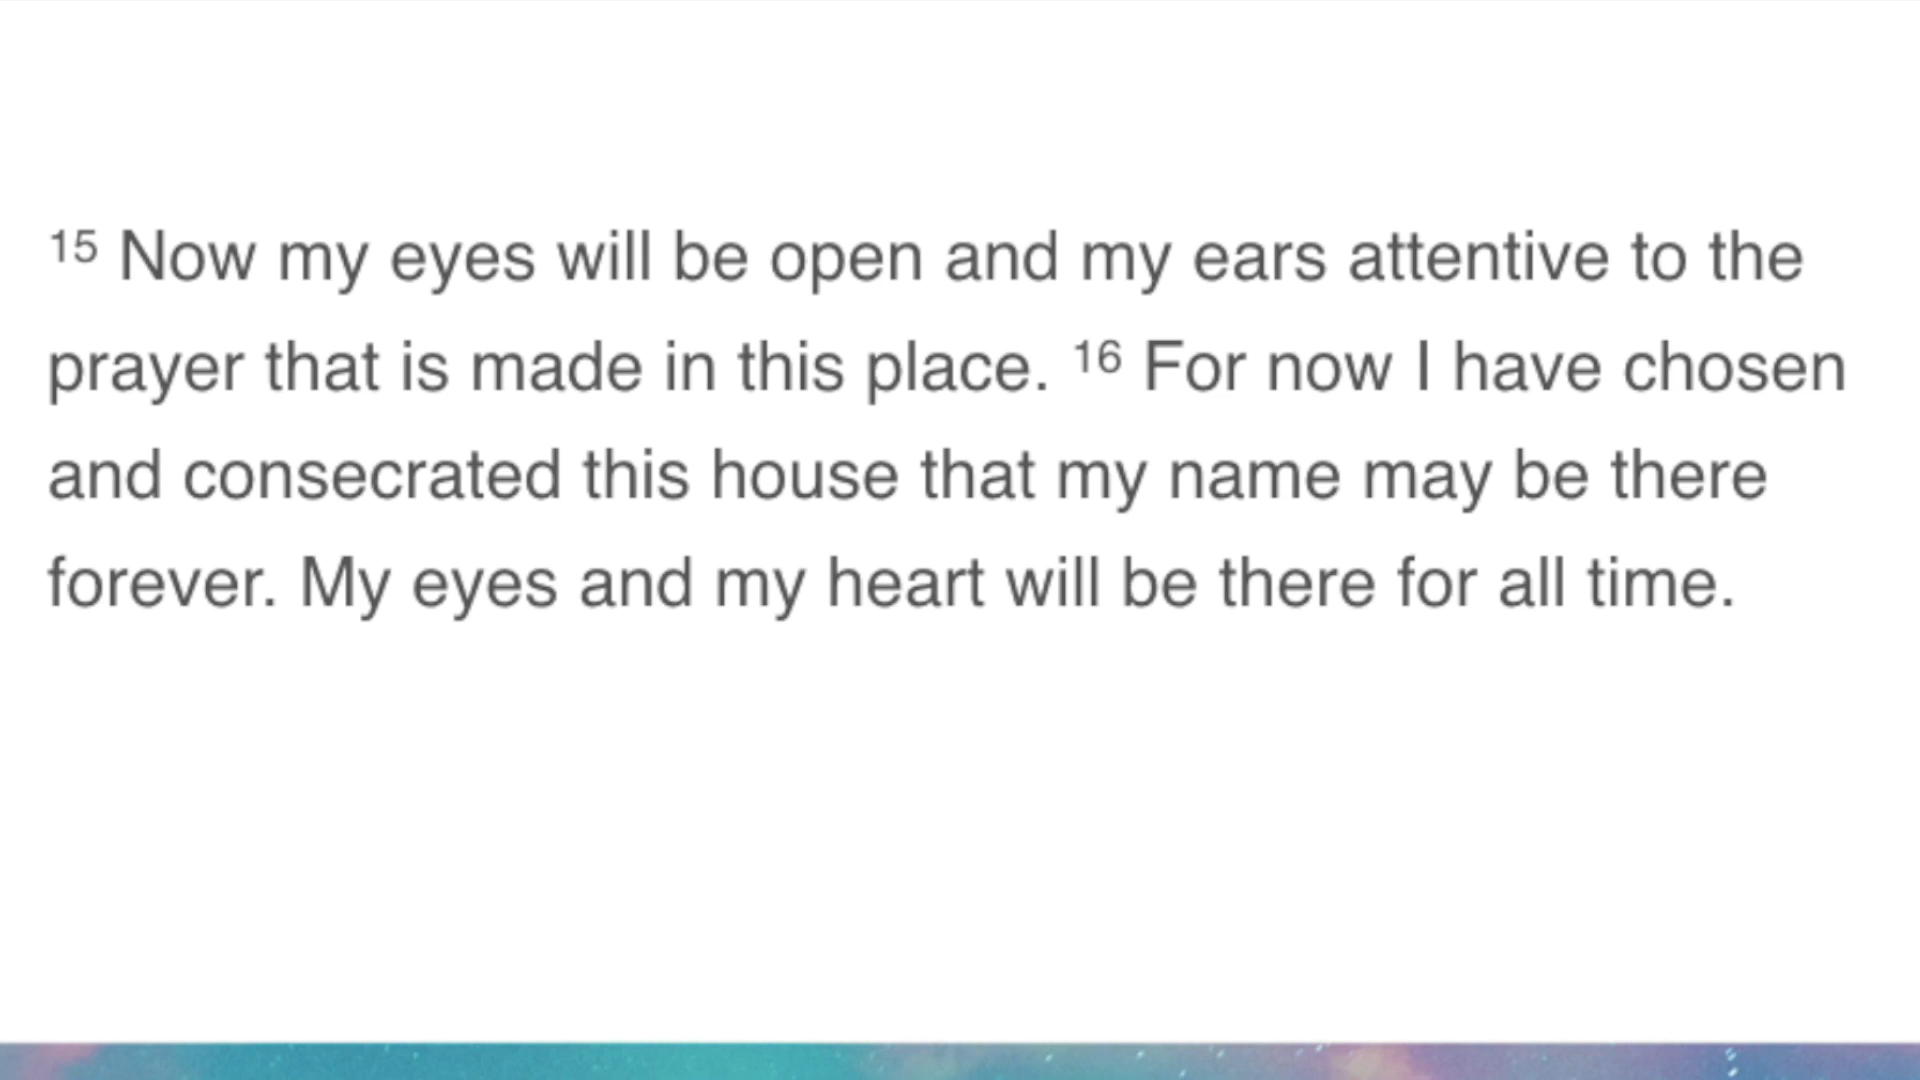 15 Now my eyes will be open and my ears attentive to the
prayer that is made in this place. 16 For now I have chosen
and consecrated this house that my name may be there
forever. My eyes and my heart will be there for all time.